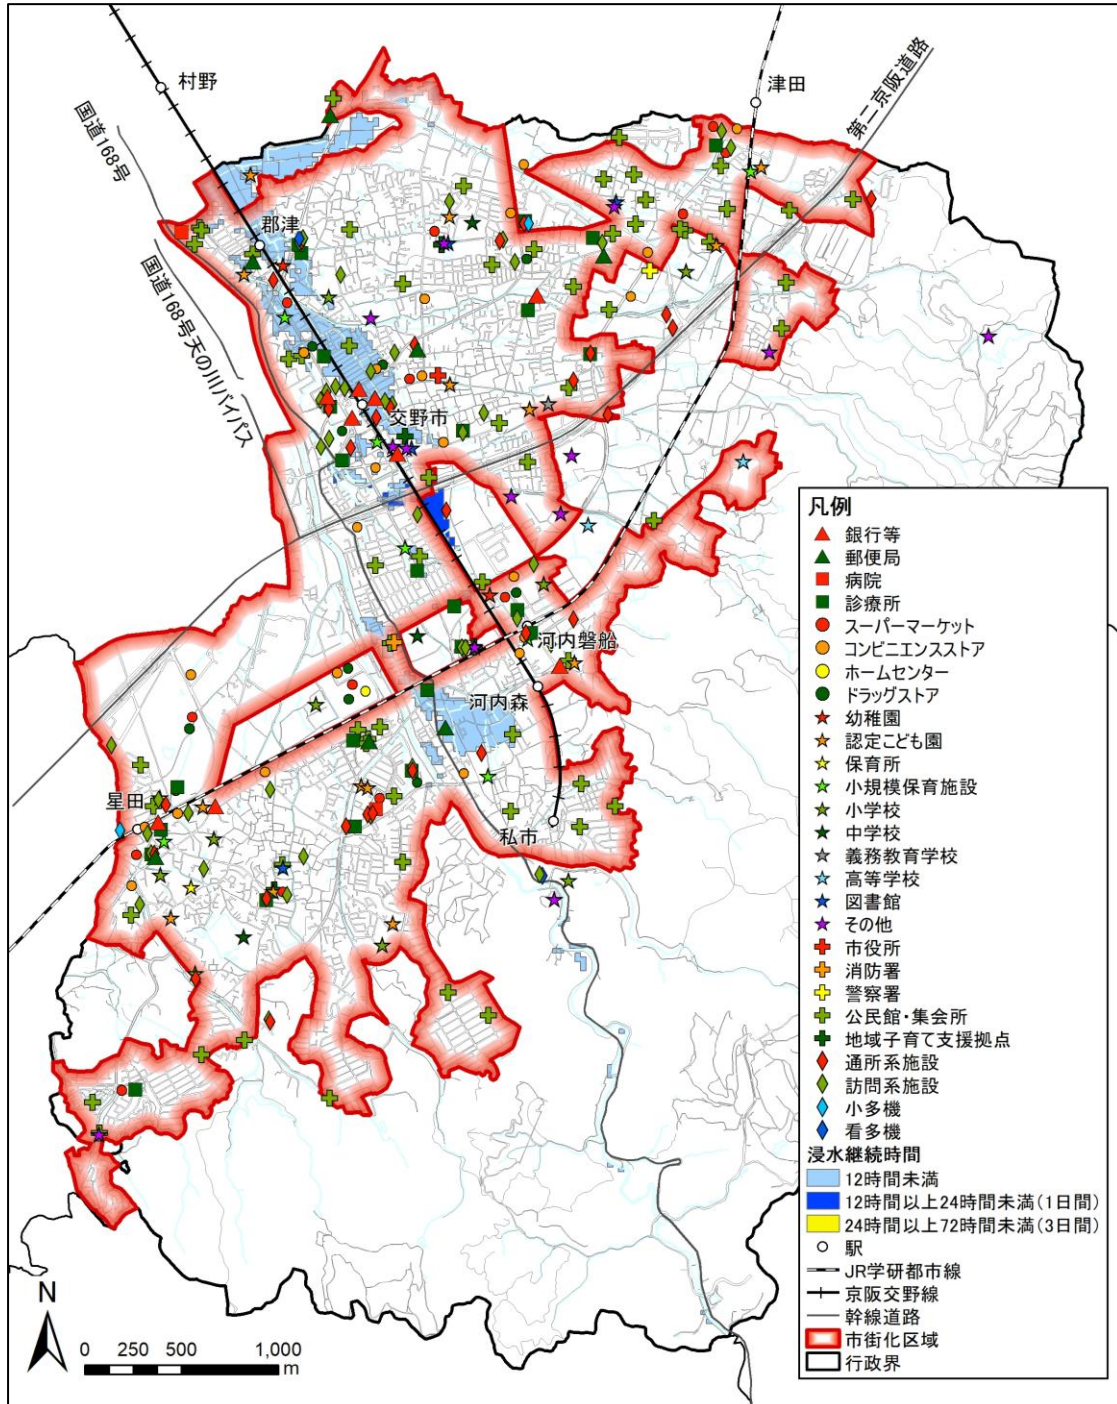 村野
津田
国道168号
第二京阪道路
郡津
国道168号天の川バイパス
交野市
河内磐船
河内森
星田
私市
凡例
銀行等
郵便局
病院
診療所
スーパーマーケット
コンビニエンスストア
ホームセンター
ドラッグストア
幼稚園
認定こども園
保育所
小規模保育施設
小学校
中学校
義務教育学校
高等学校
図書館
その他
市役所
消防署
警察署
公民館・集会所
地域子育て支援拠点
通所系施設
訪問系施設
小多機
看多機
浸水継続時間
12時間未満
12時間以上24時間未満(1日間)
24時間以上72時間未満(3日間)
駅
JR学研都市線
京阪交野線
幹線道路
市街化区域
行政界
N
0 250 500 1,000
m